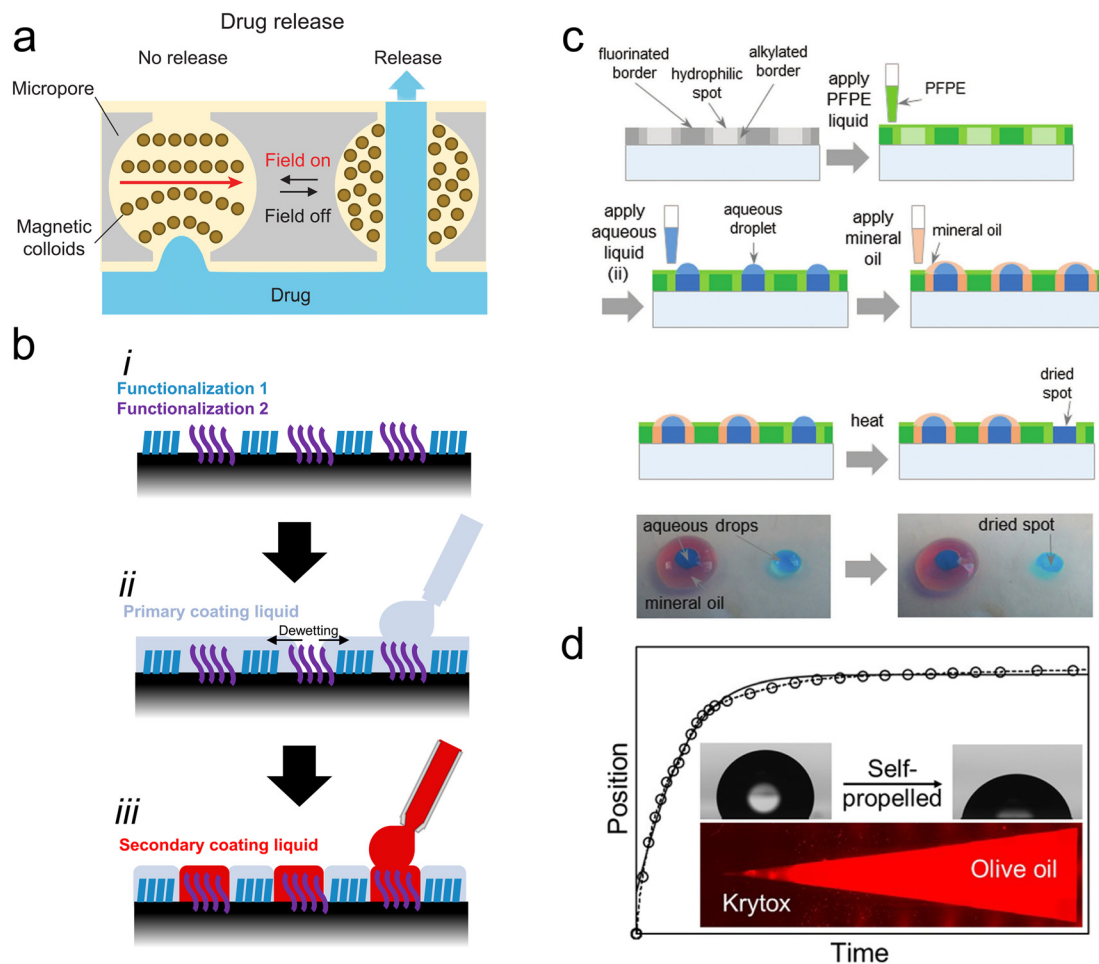 a
Drug release
No release
Release
Micropore
Field on
Field off
Magnetic
colloids
Drug
b
i
Functionalization 1
Functionalization 2
ii
Primary coating liquid
Dewetting
iii
Secondary coating liquid
c
fluorinated
border
hydrophilic
spot
alkylated
border
apply
PFPE
liquid
PFPE
apply
aqueous
liquid
(ii)
aqueous
droplet
apply
mineral
oil
mineral oil
heat
dried
spot
aqueous drops
mineral oil
dried spot
d
Position
Self-
propelled
Olive oil
Krytox
Time